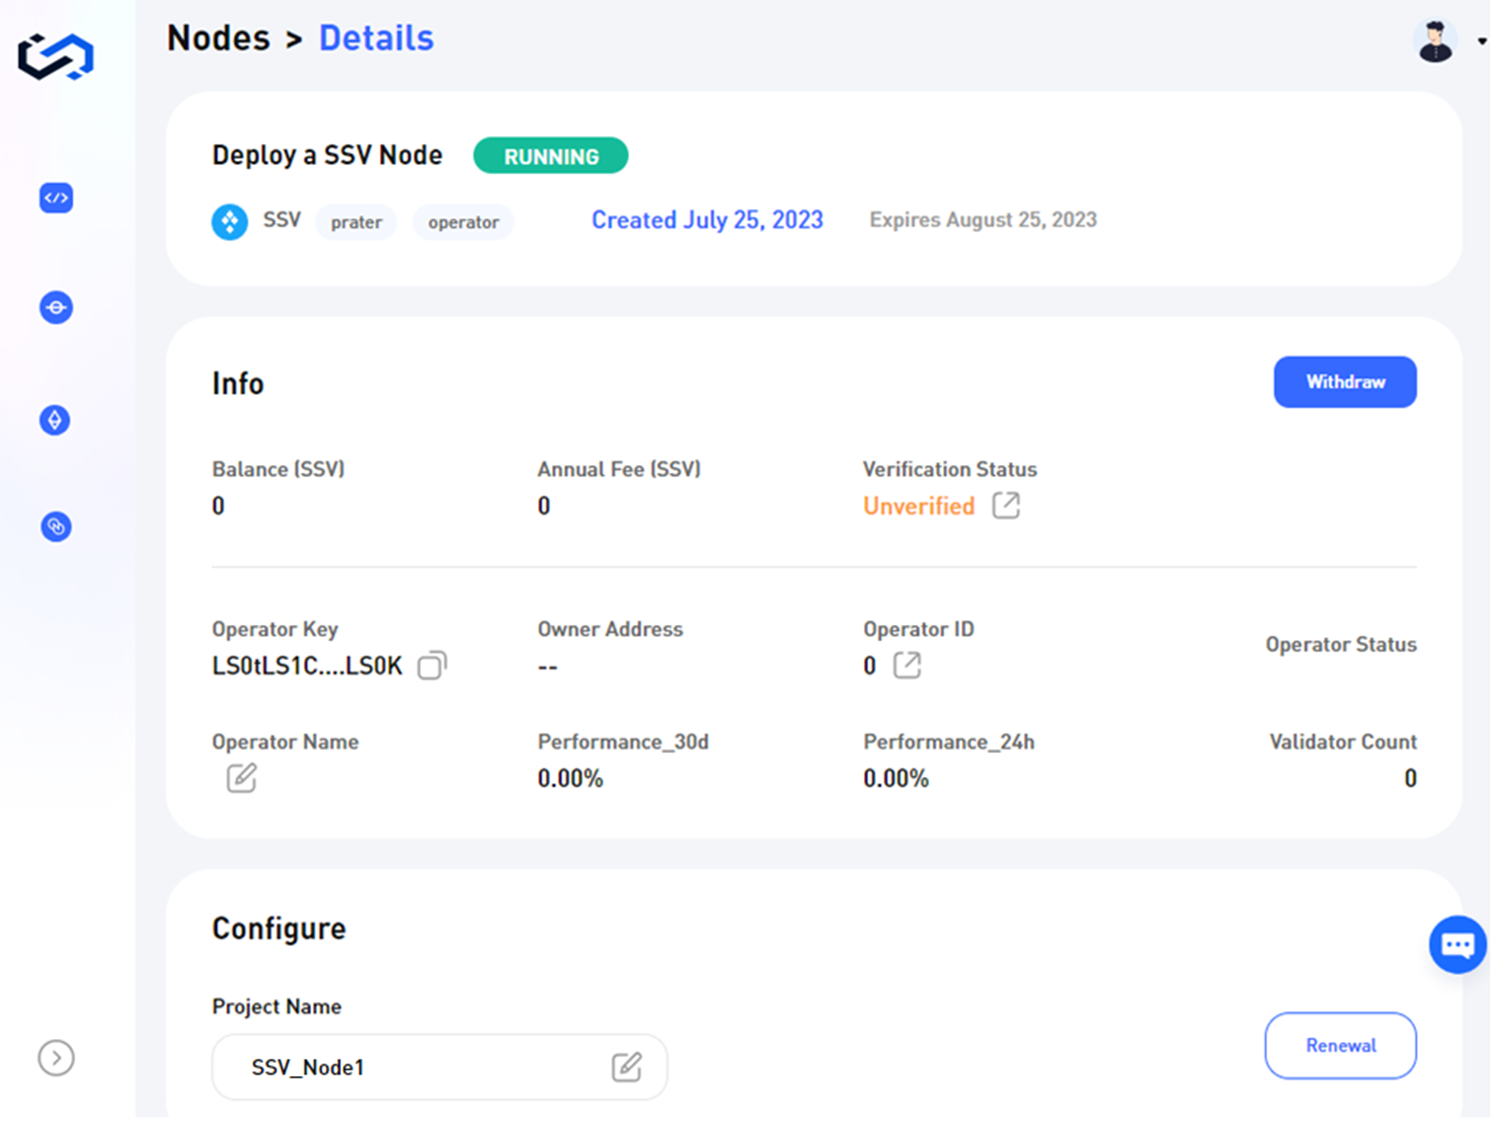 Nodes > Details
Deploy a SSV Node RUNNING
SSV prater operator Created July 25, 2023 Expires August 25, 2023
Info Withdraw
Balance (SSV) Annual Fee (SSV) Verification Status
0 0 Unverified
Operator Key Owner Address Operator ID Operator Status
LS0tLS1C....LS0K -- 0
Operator Name Performance_30d Performance_24h Validator Count
0.00% 0.00% 0
Configure
Project Name
SSV_Node1 Renewal